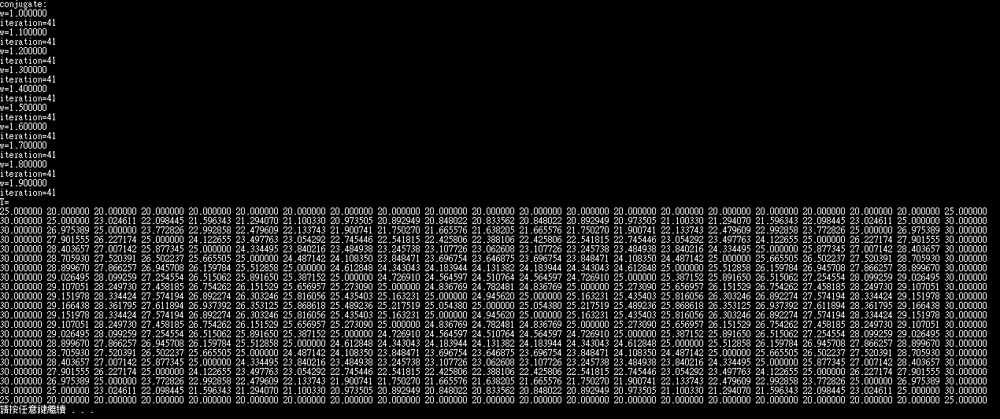 conjugate:
w=1.000000
iteration=41
w=1.100000
iteration=41
w=1.200000
iteration=41
w=1.300000
iteration=41
w=1.400000
iteration=41
w=1.500000
iteration=41
w=1.600000
iteration=41
w=1.700000
iteration=41
w=1.800000
iteration=41
w=1.900000
iteration=41
T=
25.000000 20.000000 20.000000 20.000000 20.000000 20.000000 20.000000 20.000000 20.000000 20.000000 20.000000 20.000000 20.000000 20.000000 20.000000 20.000000 20.000000 20.000000 20.000000 20.000000 25.000000
30.000000 25.000000 23.024611 22.098445 21.596343 21.294070 21.100330 20.973505 20.892949 20.848022 20.833562 20.848022 20.892949 20.973505 21.100330 21.294070 21.596343 22.098445 23.024611 25.000000 30.000000
30.000000 26.975389 25.000000 23.772826 22.992858 22.479609 22.133743 21.900741 21.750270 21.665576 21.638205 21.665576 21.750270 21.900741 22.133743 22.479609 22.992858 23.772826 25.000000 26.975389 30.000000
30.000000 27.901555 26.227174 25.000000 24.122655 23.497763 23.054292 22.745446 22.541815 22.425806 22.388106 22.425806 22.541815 22.745446 23.054292 23.497763 24.122655 25.000000 26.227174 27.901555 30.000000
30.000000 28.403657 27.007142 25.877345 25.000000 24.334495 23.840216 23.484938 23.245738 23.107726 23.062608 23.107726 23.245738 23.484938 23.840216 24.334495 25.000000 25.877345 27.007142 28.403657 30.000000
30.000000 28.705930 27.520391 26.502237 25.665505 25.000000 24.487142 24.108350 23.848471 23.696754 23.646875 23.696754 23.848471 24.108350 24.487142 25.000000 25.665505 26.502237 27.520391 28.705930 30.000000
30.000000 28.899670 27.866257 26.945708 26.159784 25.512858 25.000000 24.612848 24.343043 24.183944 24.131382 24.183944 24.343043 24.612848 25.000000 25.512858 26.159784 26.945708 27.866257 28.899670 30.000000
30.000000 29.026495 28.099259 27.254554 26.515062 25.891650 25.387152 25.000000 24.726910 24.564597 24.510764 24.564597 24.726910 25.000000 25.387152 25.891650 26.515062 27.254554 28.099259 29.026495 30.000000
30.000000 29.107051 28.249730 27.458185 26.754262 26.151529 25.656957 25.273090 25.000000 24.836769 24.782481 24.836769 25.000000 25.273090 25.656957 26.151529 26.754262 27.458185 28.249730 29.107051 30.000000
30.000000 29.151978 28.334424 27.574194 26.892274 26.303246 25.816056 25.435403 25.163231 25.000000 24.945620 25.000000 25.163231 25.435403 25.816056 26.303246 26.892274 27.574194 28.334424 29.151978 30.000000
30.000000 29.166438 28.361795 27.611894 26.937392 26.353125 25.868618 25.489236 25.217519 25.054380 25.000000 25.054380 25.217519 25.489236 25.868618 26.353125 26.937392 27.611894 28.361795 29.166438 30.000000
30.000000 29.151978 28.334424 27.574194 26.892274 26.303246 25.816056 25.435403 25.163231 25.000000 24.945620 25.000000 25.163231 25.435403 25.816056 26.303246 26.892274 27.574194 28.334424 29.151978 30.000000
30.000000 29.107051 28.249730 27.458185 26.754262 26.151529 25.656957 25.273090 25.000000 24.836769 24.782481 24.836769 25.000000 25.273090 25.656957 26.151529 26.754262 27.458185 28.249730 29.107051 30.000000
30.000000 29.026495 28.099259 27.254554 26.515062 25.891650 25.387152 25.000000 24.726910 24.564597 24.510764 24.564597 24.726910 25.000000 25.387152 25.891650 26.515062 27.254554 28.099259 29.026495 30.000000
30.000000 28.899670 27.866257 26.945708 26.159784 25.512858 25.000000 24.612848 24.343043 24.183944 24.131382 24.183944 24.343043 24.612848 25.000000 25.512858 26.159784 26.945708 27.866257 28.899670 30.000000
30.000000 28.705930 27.520391 26.502237 25.665505 25.000000 24.487142 24.108350 23.848471 23.696754 23.646875 23.696754 23.848471 24.108350 24.487142 25.000000 25.665505 26.502237 27.520391 28.705930 30.000000
30.000000 28.403657 27.007142 25.877345 25.000000 24.334495 23.840216 23.484938 23.245738 23.107726 23.062608 23.107726 23.245738 23.484938 23.840216 24.334495 25.000000 25.877345 27.007142 28.403657 30.000000
30.000000 27.901555 26.227174 25.000000 24.122655 23.497763 23.054292 22.745446 22.541815 22.425806 22.388106 22.425806 22.541815 22.745446 23.054292 23.497763 24.122655 25.000000 26.227174 27.901555 30.000000
30.000000 26.975389 25.000000 23.772826 22.992858 22.479609 22.133743 21.900741 21.750270 21.665576 21.638205 21.665576 21.750270 21.900741 22.133743 22.479609 22.992858 23.772826 25.000000 26.975389 30.000000
30.000000 25.000000 23.024611 22.098445 21.596343 21.294070 21.100330 20.973505 20.892949 20.848022 20.833562 20.848022 20.892949 20.973505 21.100330 21.294070 21.596343 22.098445 23.024611 25.000000 30.000000
25.000000 20.000000 20.000000 20.000000 20.000000 20.000000 20.000000 20.000000 20.000000 20.000000 20.000000 20.000000 20.000000 20.000000 20.000000 20.000000 20.000000 20.000000 20.000000 20.000000 25.000000
請按任意鍵繼續 . . .